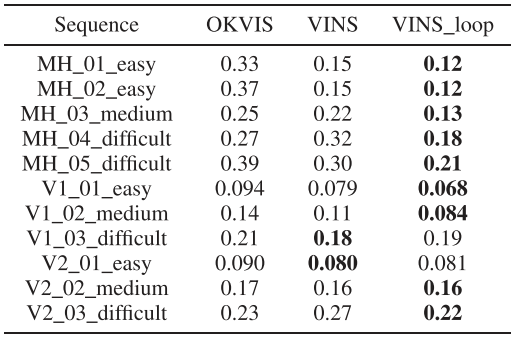 Sequence OKVIS VINS VINS_loop
MH_01_easy 0.33 0.15 0.12
MH_02_easy 0.37 0.15 0.12
MH_03_medium 0.25 0.22 0.13
MH_04_difficult 0.27 0.32 0.18
MH_05_difficult 0.39 0.30 0.21
V1_01_easy 0.094 0.079 0.068
V1_02_medium 0.14 0.11 0.084
V1_03_difficult 0.21 0.18 0.19
V2_01_easy 0.090 0.080 0.081
V2_02_medium 0.17 0.16 0.16
V2_03_difficult 0.23 0.27 0.22